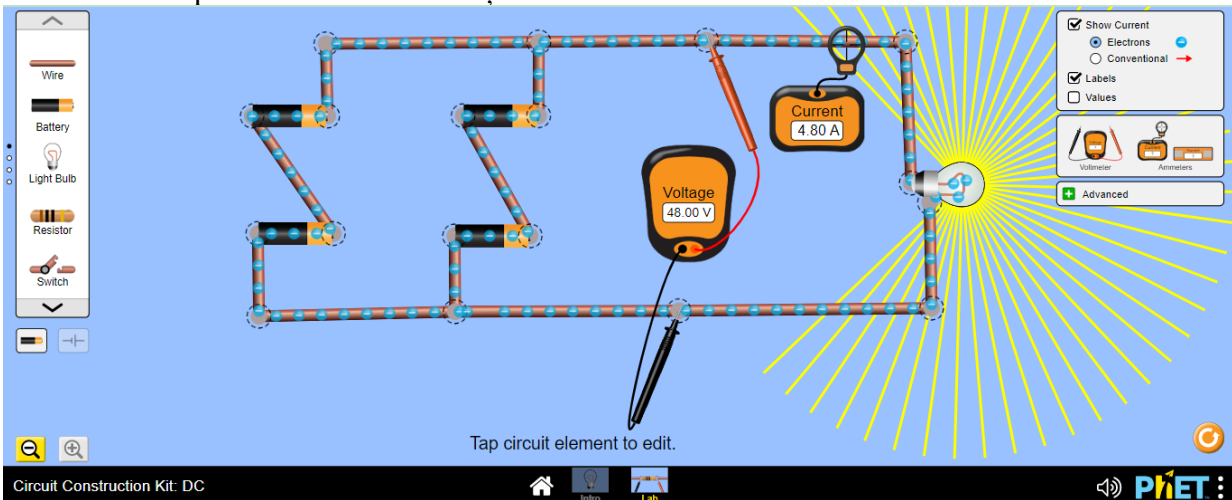 Show Current
Electrons
Conventional
Labels
Values
Wire
Battery
Light Bulb
Resistor
Switch
Current
4.80 A
Voltage
48.00 V
Voltmeter
Ammeters
Advanced
Tap circuit element to edit.
Circuit Construction Kit: DC
Intro
Lab
PhET